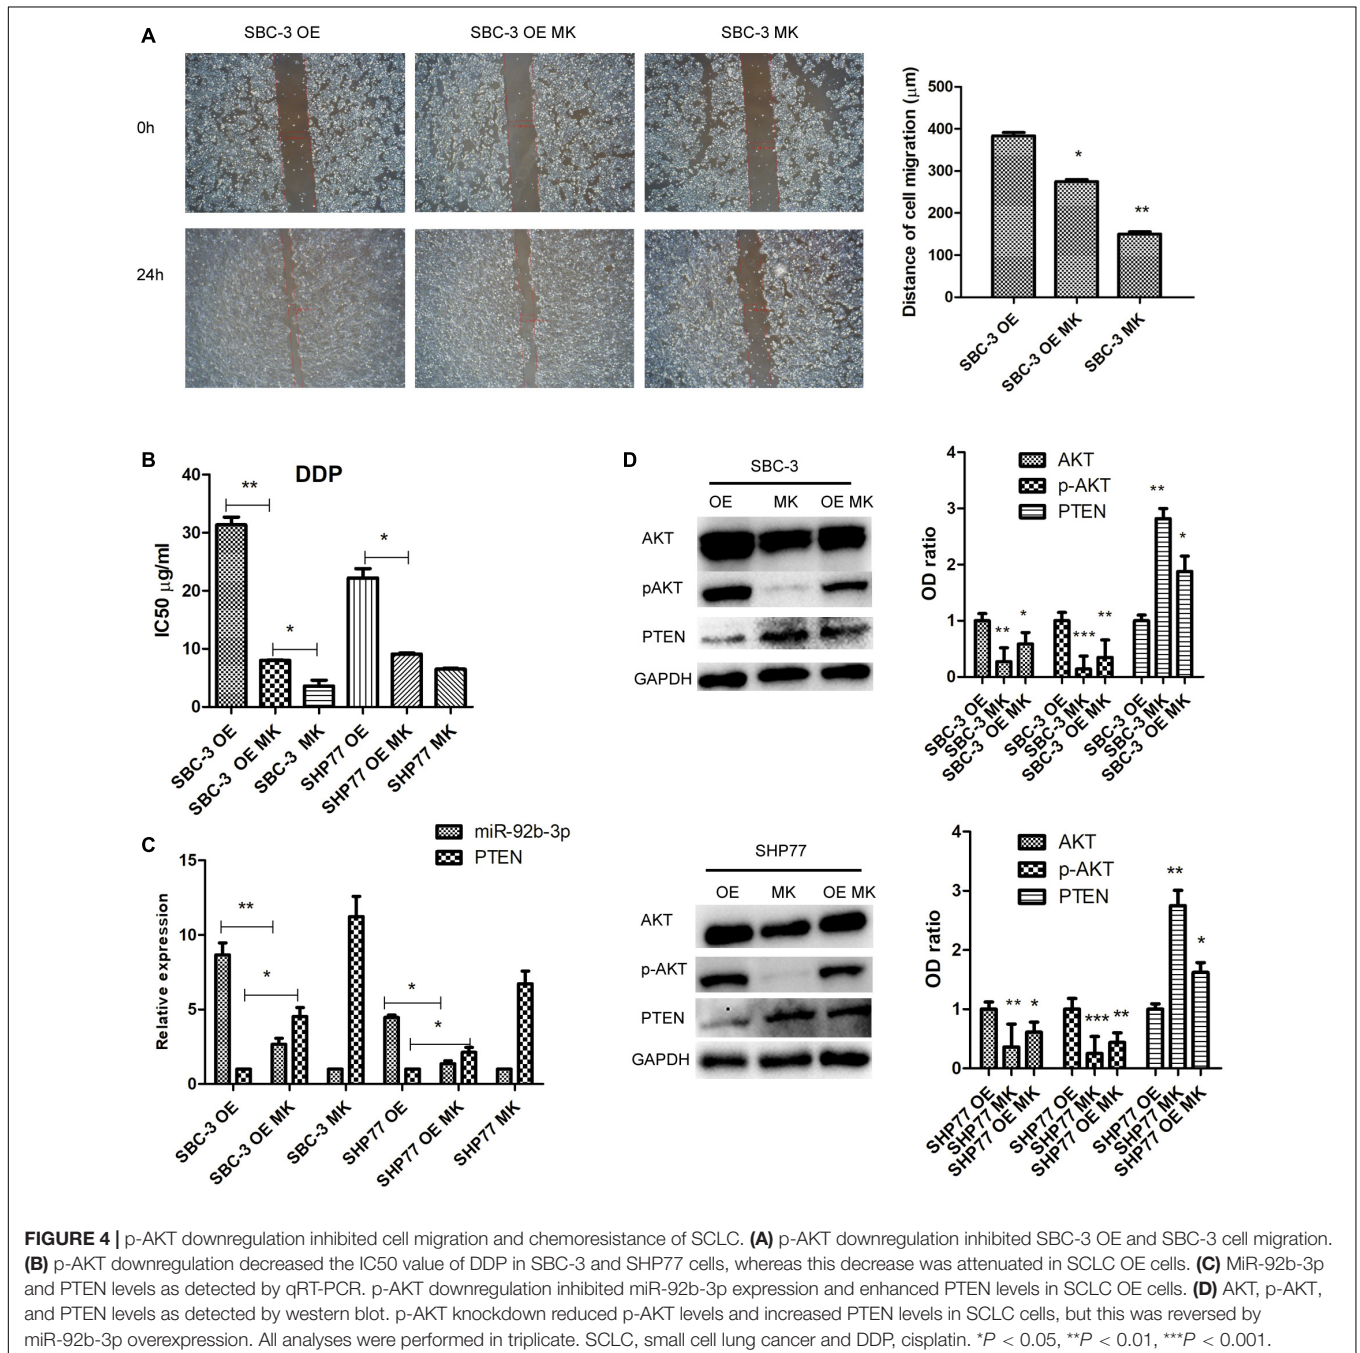 A
SBC-3 OE
SBC-3 OE MK
SBC-3 MK
0h
24h
Distance of cell migration (μm)
500
400
300
200
100
0
*
**
SBC-3 OE
SBC-3 OE MK
SBC-3 MK
B
DDP
IC50 μg/ml
40
30
20
10
0
**
*
*
SBC-3 OE
SBC-3 OE MK
SBC-3 MK
SHP77 OE
SHP77 OE MK
SHP77 MK
C
miR-92b-3p
PTEN
Relative expression
15
10
5
0
**
*
*
*
SBC-3 OE
SBC-3 OE MK
SBC-3 MK
SHP77 OE
SHP77 OE MK
SHP77 MK
D
SBC-3
OE MK OE MK
AKT
pAKT
PTEN
GAPDH
AKT
p-AKT
PTEN
OD ratio
4
3
2
1
0
** * *** ** ** *
SBC-3 OE
SBC-3 MK
SBC-3 OE MK
SBC-3 OE
SBC-3 MK
SBC-3 OE MK
SBC-3 OE
SBC-3 MK
SBC-3 OE MK
SHP77
OE MK OE MK
AKT
p-AKT
PTEN
GAPDH
AKT
p-AKT
PTEN
OD ratio
4
3
2
1
0
** * *** ** ** *
SHP77 OE
SHP77 MK
SHP77 OE MK
SHP77 OE
SHP77 MK
SHP77 OE MK
SHP77 OE
SHP77 MK
SHP77 OE MK
FIGURE 4 | p-AKT downregulation inhibited cell migration and chemoresistance of SCLC. (A) p-AKT downregulation inhibited SBC-3 OE and SBC-3 cell migration.
(B) p-AKT downregulation decreased the IC50 value of DDP in SBC-3 and SHP77 cells, whereas this decrease was attenuated in SCLC OE cells. (C) MiR-92b-3p
and PTEN levels as detected by qRT-PCR. p-AKT downregulation inhibited miR-92b-3p expression and enhanced PTEN levels in SCLC OE cells. (D) AKT, p-AKT,
and PTEN levels as detected by western blot. p-AKT knockdown reduced p-AKT levels and increased PTEN levels in SCLC cells, but this was reversed by
miR-92b-3p overexpression. All analyses were performed in triplicate. SCLC, small cell lung cancer and DDP, cisplatin. *P < 0.05, **P < 0.01, ***P < 0.001.